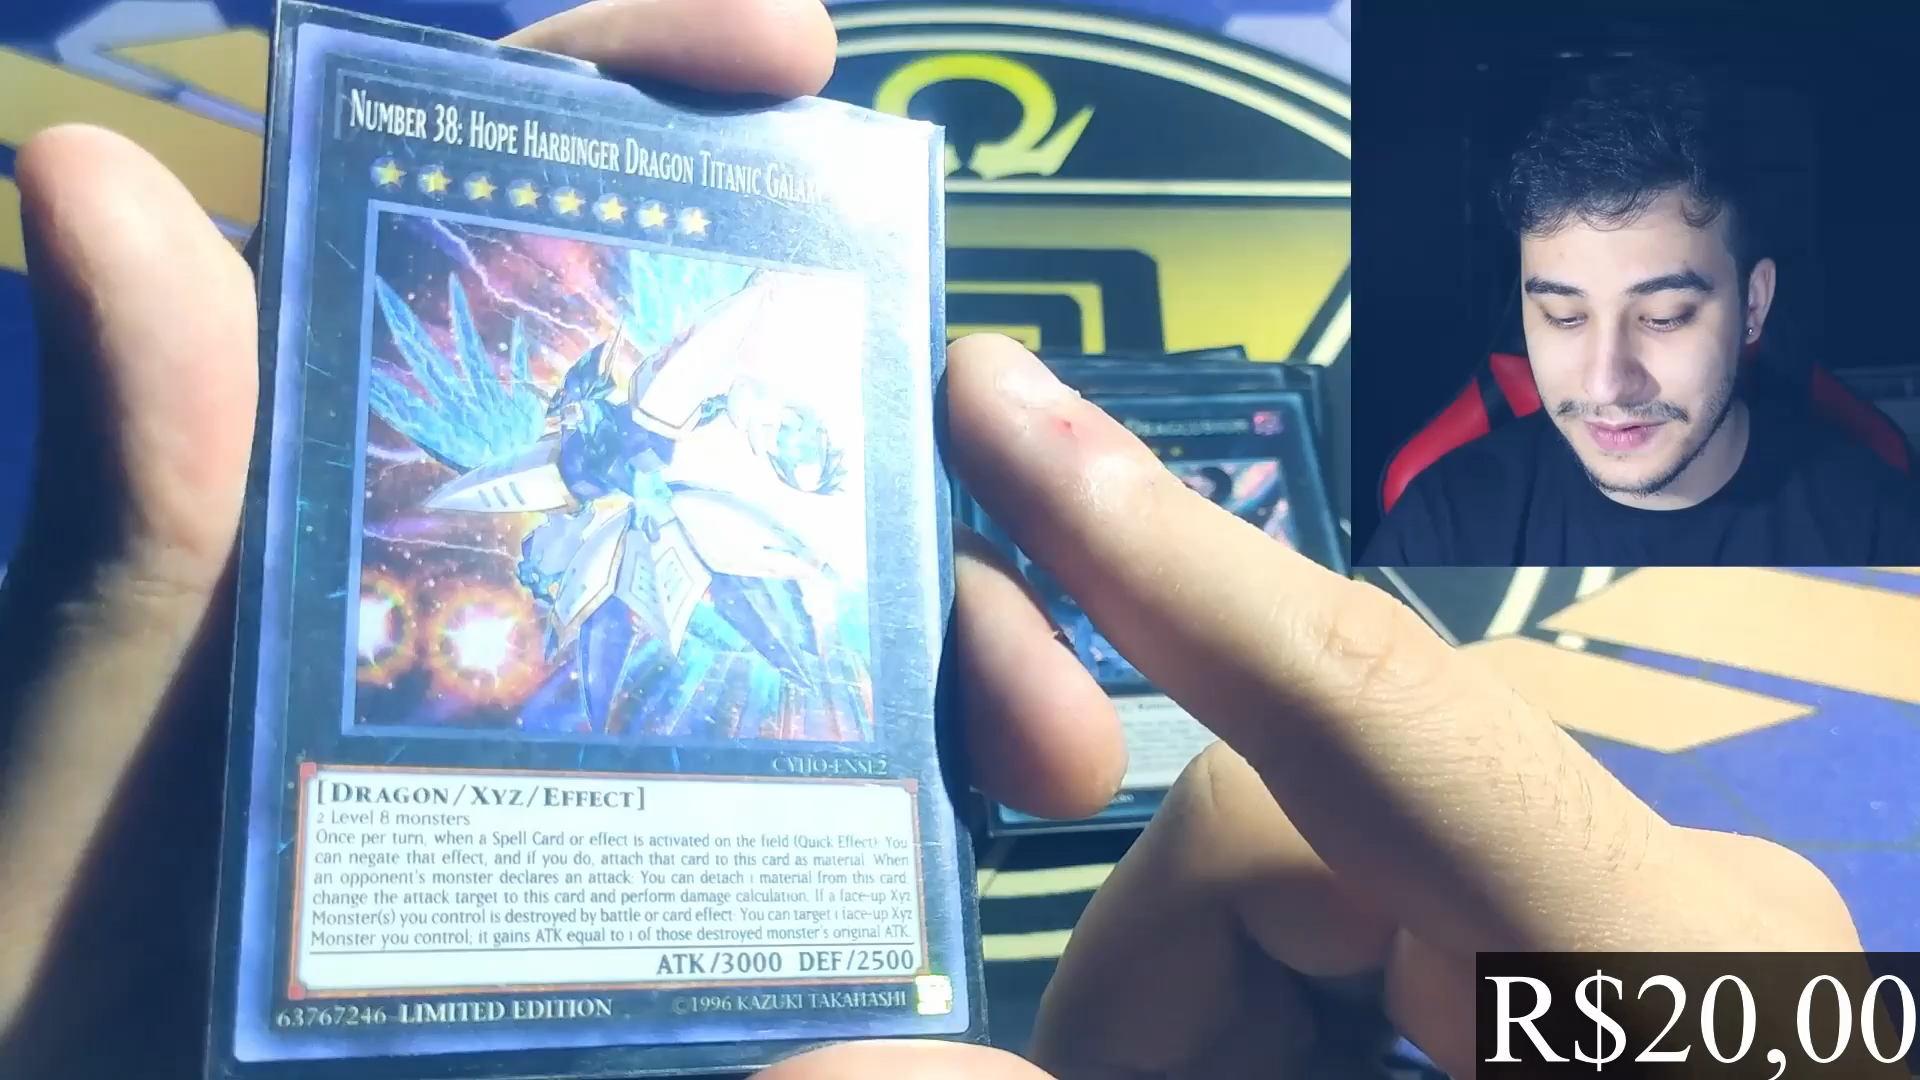 NUMBER 38: HOPE HARBINGER DRAGON TITANIC
CYHO-ENSE2
[DRAGON/XYZ/EFFECT]
2 Level 8 monsters
Once per turn, when a Spell Card or effect is activated on the field (Quick Effect): You
can negate that effect, and if you do, attach that card to this card as material. When
an opponent's monster declares an attack: You can detach 1 material from this card;
change the attack target to this card and perform damage calculation. If a face-up Xyz
Monster(s) you control is destroyed by battle or card effect: You can target 1 face-up Xyz
Monster you control; it gains ATK equal to 1 of those destroyed monster's original ATK.
ATK/3000 DEF/2500
63767246 LIMITED EDITION ©1996 KAZUKI TAKAHASHI
R$20,00